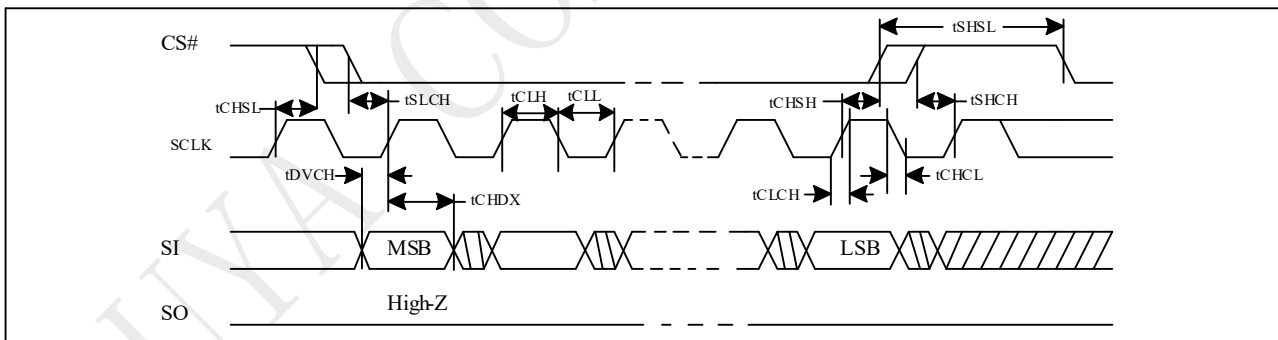 tSHSL
CS#
tCHSL
tSLCH
tCLH
tCLL
tCHSH
tSHCH
SCLK
tDVCH
tCHDX
tCLCH
tCHCL
SI
MSB
LSB
High-Z
SO